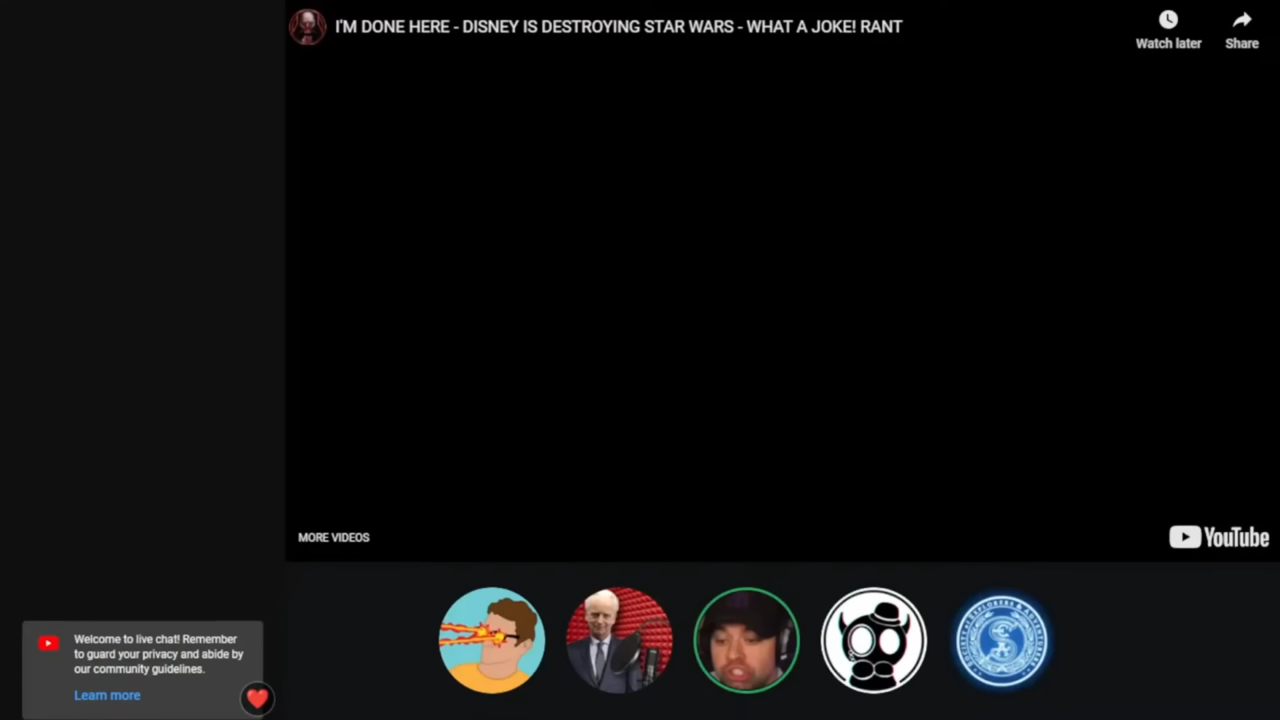 I'M DONE HERE - DISNEY IS DESTROYING STAR WARS - WHAT A JOKE! RANT
Watch later
Share
MORE VIDEOS
YouTube
Welcome to live chat! Remember
to guard your privacy and abide by
our community guidelines.
Learn more